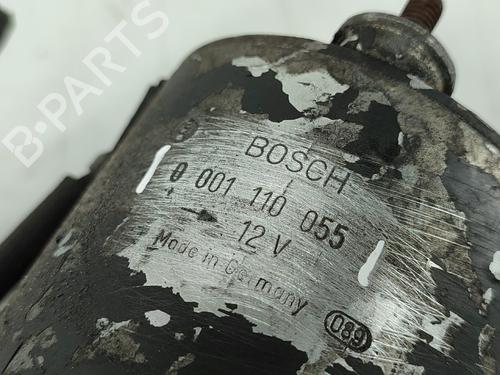 B-PARTS
BOSCH
0 001 110 055
12 V
Made in Germany
089